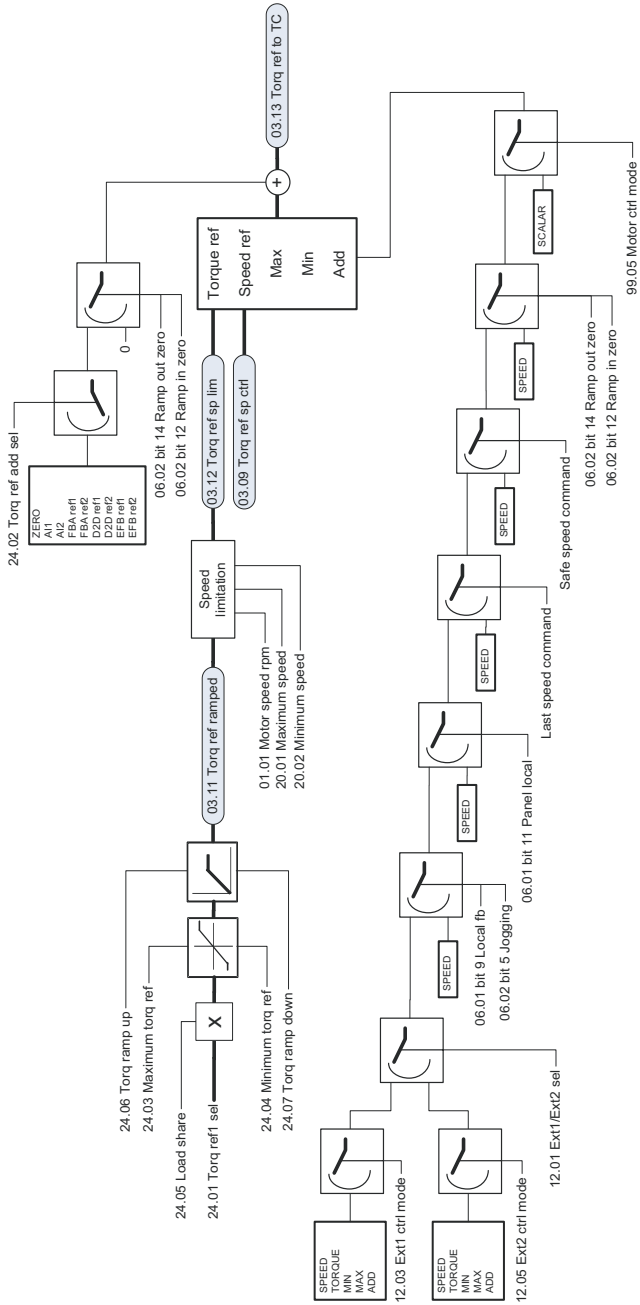 24.02 Torq ref add sel
ZERO
AI1
AI2
FBA ref1
FBA ref2
D2D ref1
D2D ref2
EFB ref1
EFB ref2
0
06.02 bit 14 Ramp out zero
06.02 bit 12 Ramp in zero
24.06 Torq ramp up
24.03 Maximum torq ref
24.05 Load share
24.01 Torq ref1 sel
X
24.04 Minimum torq ref
24.07 Torq ramp down
03.11 Torq ref ramped
Speed
limitation
01.01 Motor speed rpm
20.01 Maximum speed
20.02 Minimum speed
03.12 Torq ref sp lim
03.09 Torq ref sp ctrl
Torque ref
Speed ref
Max
Min
Add
+
03.13 Torq ref to TC
SPEED
TORQUE
MIN
MAX
ADD
12.03 Ext1 ctrl mode
SPEED
TORQUE
MIN
MAX
ADD
12.05 Ext2 ctrl mode
12.01 Ext1/Ext2 sel
SPEED
06.01 bit 9 Local fb
06.02 bit 5 Jogging
SPEED
06.01 bit 11 Panel local
SPEED
Last speed command
SPEED
Safe speed command
SPEED
06.02 bit 14 Ramp out zero
06.02 bit 12 Ramp in zero
SCALAR
99.05 Motor ctrl mode